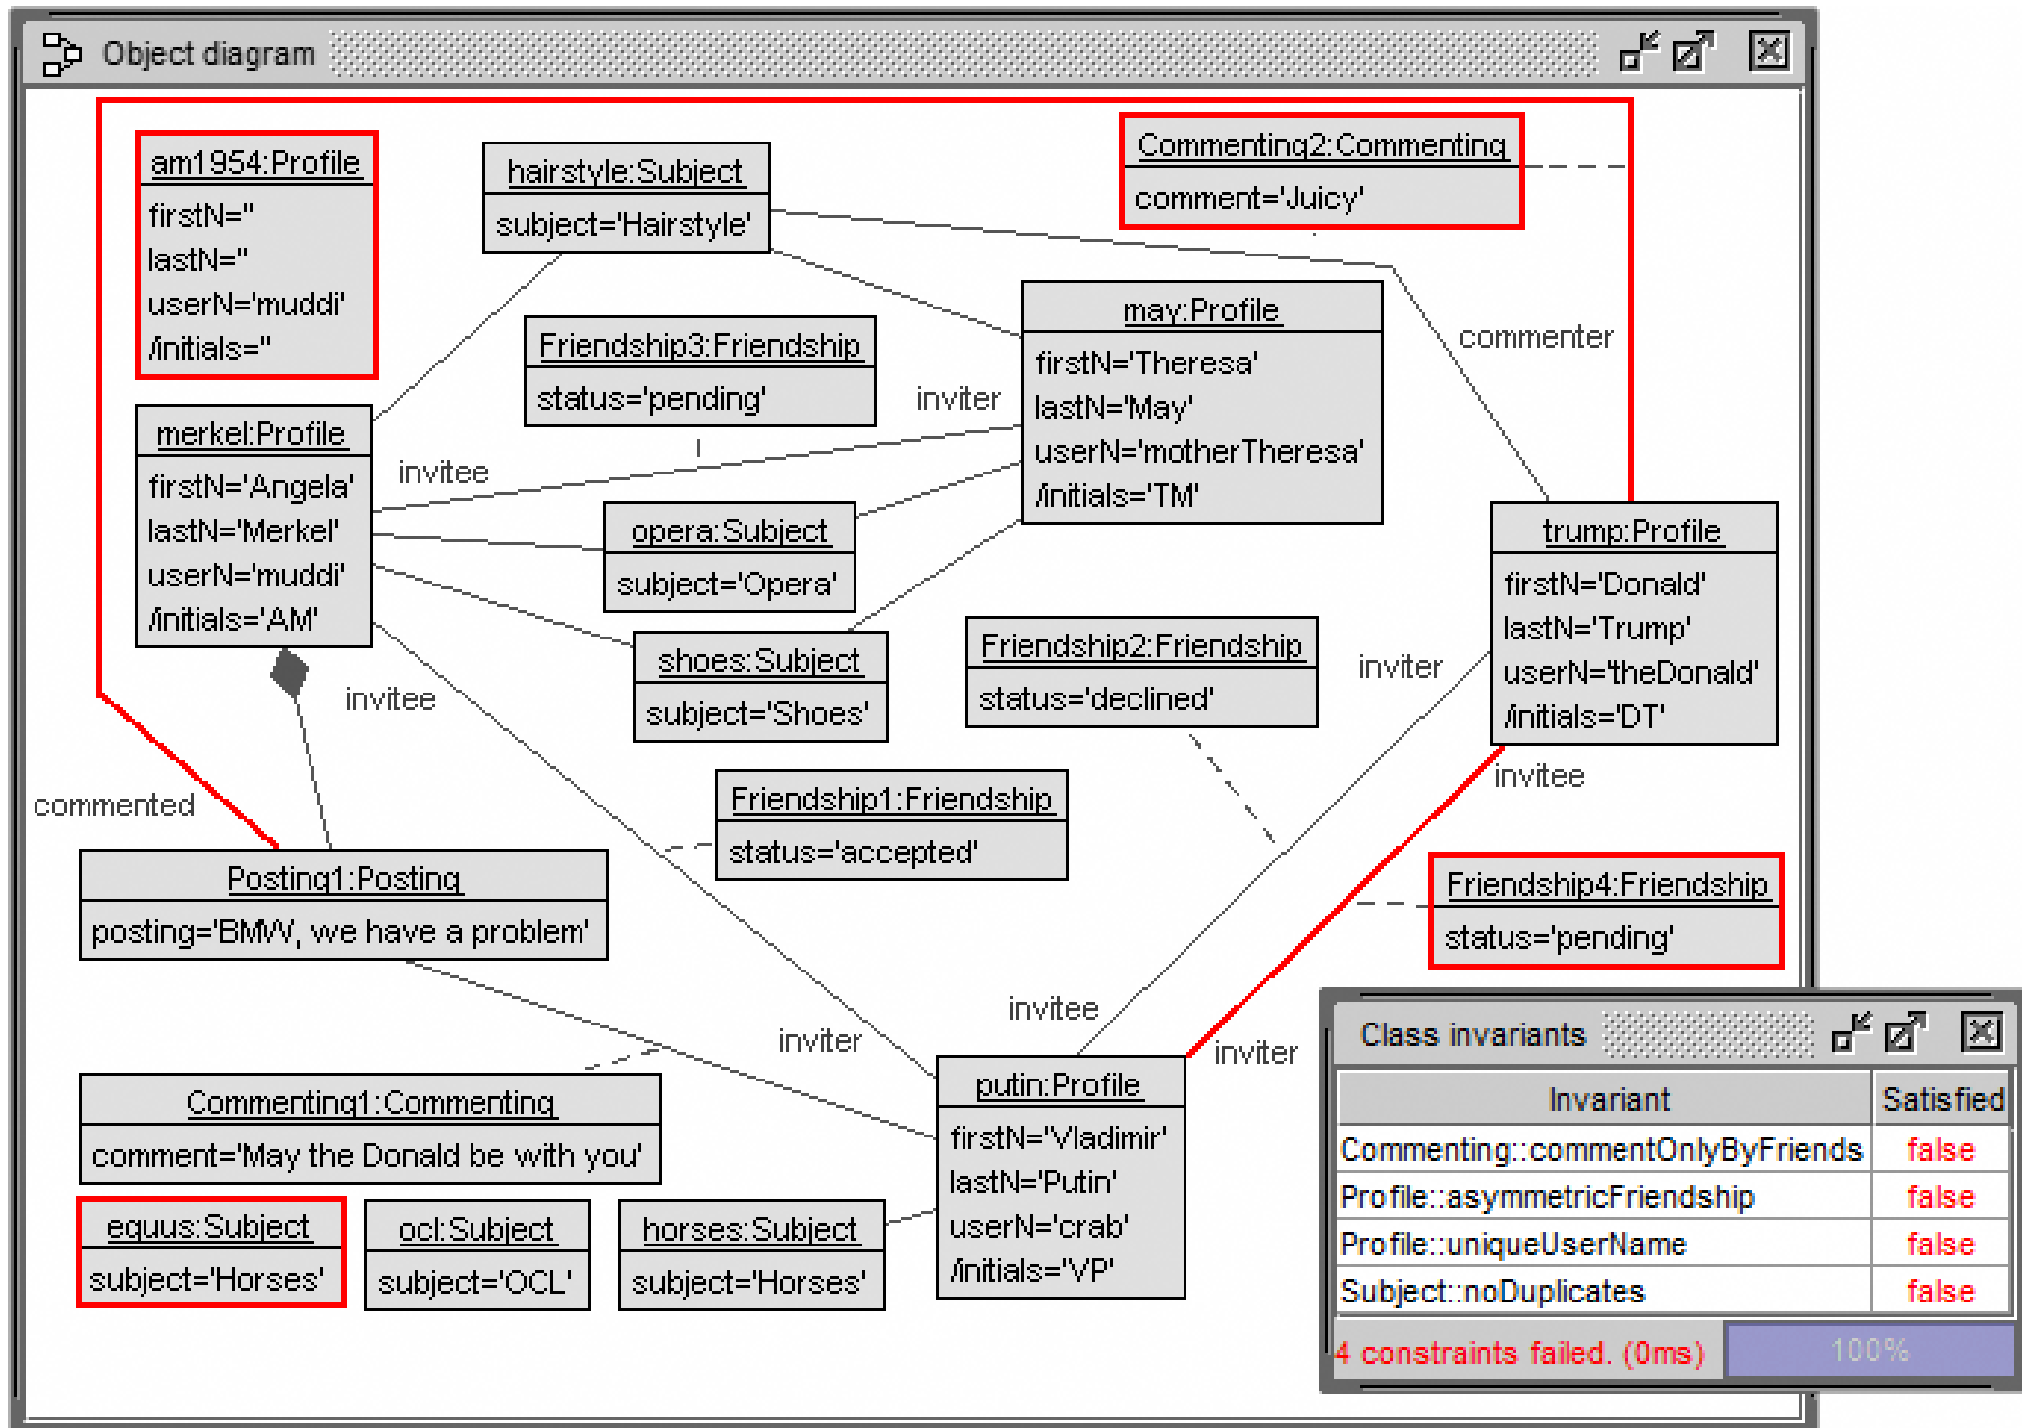 Object diagram
am1954:Profile
firstN=''
lastN=''
userN='muddi'
/initials=''
hairstyle:Subject
subject='Hairstyle'
Commenting2:Commenting
comment='Juicy'
commenter
may:Profile
firstN='Theresa'
lastN='May'
userN='motherTheresa'
/initials='TM'
Friendship3:Friendship
status='pending'
inviter
invitee
merkel:Profile
firstN='Angela'
lastN='Merkel'
userN='muddi'
/initials='AM'
opera:Subject
subject='Opera'
trump:Profile
firstN='Donald'
lastN='Trump'
userN='theDonald'
/initials='DT'
shoes:Subject
subject='Shoes'
Friendship2:Friendship
status='declined'
inviter
invitee
invitee
commented
Friendship1:Friendship
status='accepted'
Posting1:Posting
posting='BMW, we have a problem'
Friendship4:Friendship
status='pending'
invitee
inviter
inviter
putin:Profile
firstN='Vladimir'
lastN='Putin'
userN='crab'
/initials='VP'
Commenting1:Commenting
comment='May the Donald be with you'
equus:Subject
subject='Horses'
ocl:Subject
subject='OCL'
horses:Subject
subject='Horses'
Class invariants
Invariant Satisfied
Commenting::commentOnlyByFriends false
Profile::asymmetricFriendship false
Profile::uniqueUserName false
Subject::noDuplicates false
4 constraints failed. (0ms) 100%